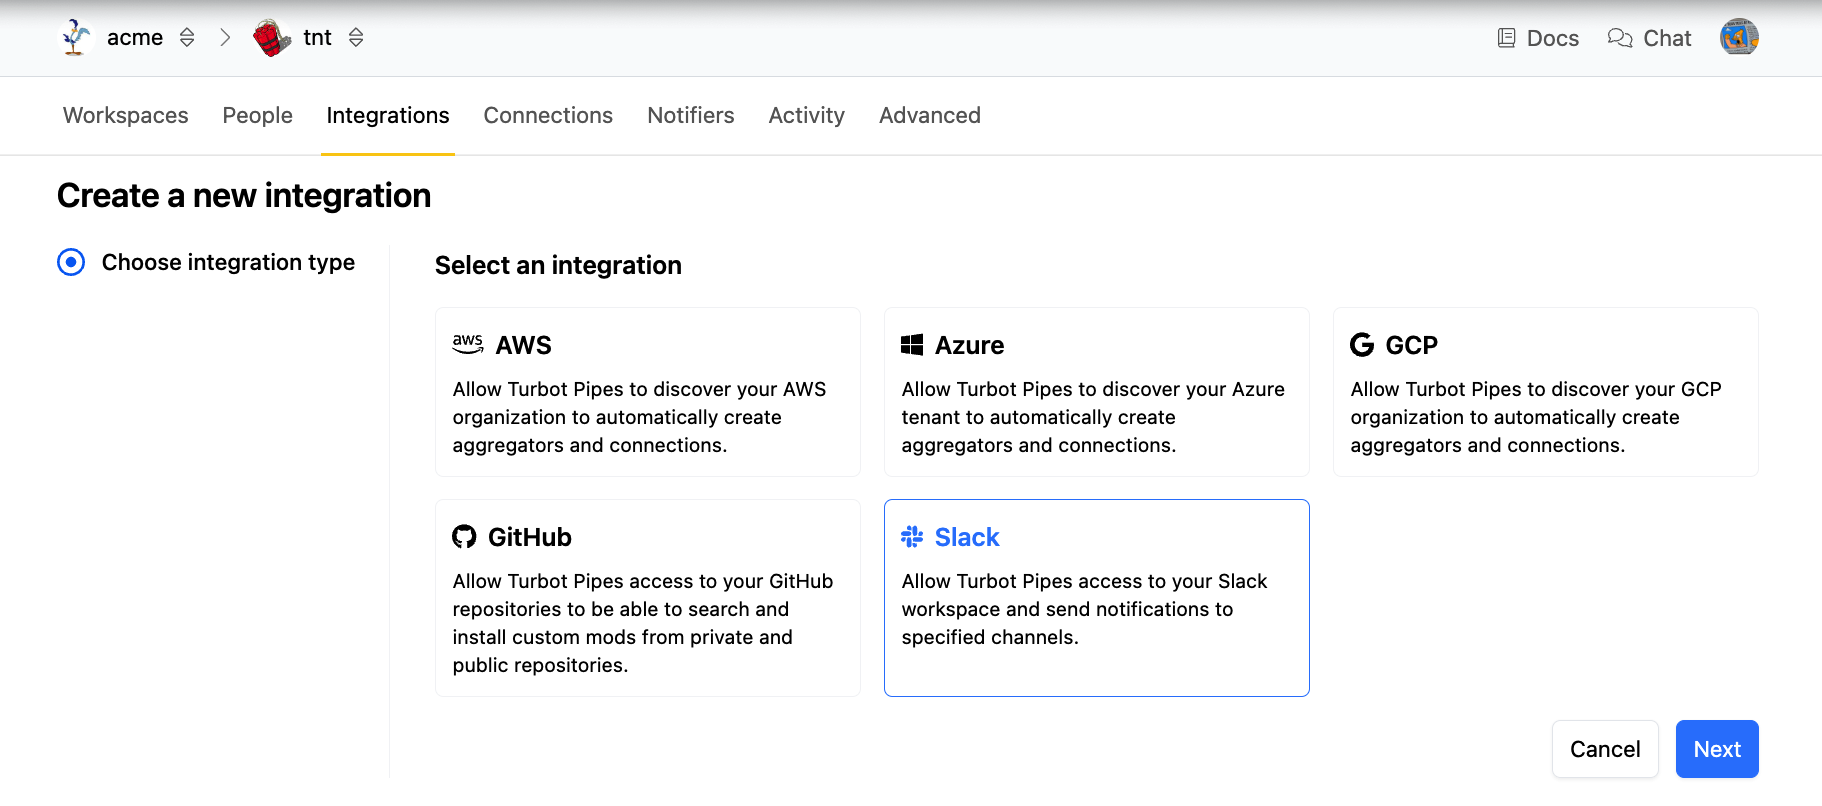 acme
tnt
Docs
Chat
Workspaces
People
Integrations
Connections
Notifiers
Activity
Advanced
Create a new integration
Choose integration type
Select an integration
aws
AWS
Allow Turbot Pipes to discover your AWS
organization to automatically create
aggregators and connections.
Azure
Allow Turbot Pipes to discover your Azure
tenant to automatically create
aggregators and connections.
GCP
Allow Turbot Pipes to discover your GCP
organization to automatically create
aggregators and connections.
GitHub
Allow Turbot Pipes access to your GitHub
repositories to be able to search and
install custom mods from private and
public repositories.
Slack
Allow Turbot Pipes access to your Slack
workspace and send notifications to
specified channels.
Cancel
Next